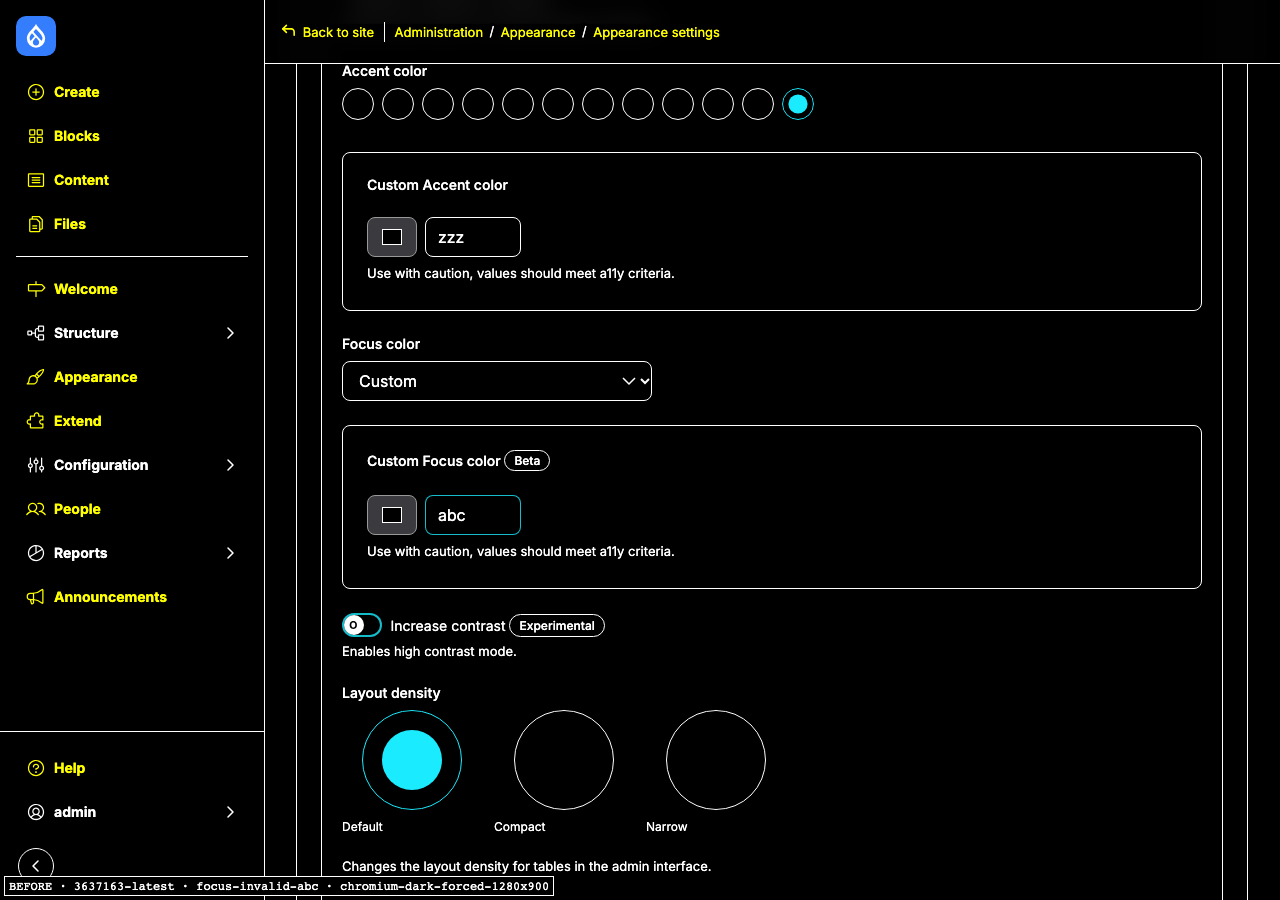 Back to site
Administration / Appearance / Appearance settings
Create
Blocks
Content
Files
Welcome
Structure
Appearance
Extend
Configuration
People
Reports
Announcements
Help
admin
Accent color
Custom Accent color
zzz
Use with caution, values should meet a11y criteria.
Focus color
Custom
Custom Focus color Beta
abc
Use with caution, values should meet a11y criteria.
Increase contrast Experimental
Enables high contrast mode.
Layout density
Default Compact Narrow
Changes the layout density for tables in the admin interface.
BEFORE · 3637163-latest · focus-invalid-abc · chromium-dark-forced-1280x900